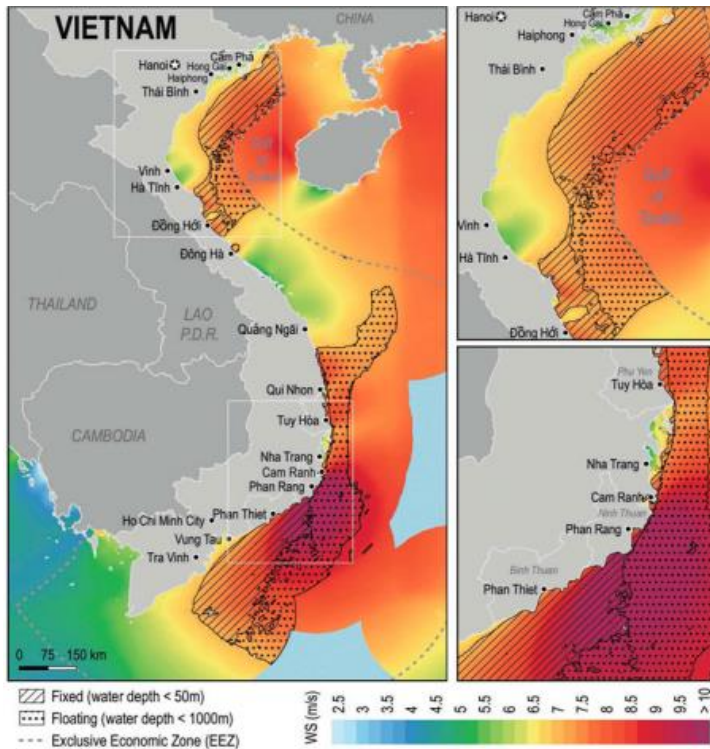 VIETNAM
CHINA
Hanoi
Cẩm Phả
Hong Gai
Haiphong
Thái Bình
Gulf
of
Vinh
Hà Tĩnh
Đồng Hới
Đông Hà
THAILAND
LAO
P.D.R.
Quảng Ngãi
Qui Nhon
CAMBODIA
Tuy Hòa
Nha Trang
Cam Ranh
Phan Rang
Ho Chi Minh City
Phan Thiet
Vung Tau
Tra Vinh
0 75 150 km
Hanoi
Cẩm Phả
Hong Gai
Haiphong
Thái Bình
Gulf
of
Vinh
Hà Tĩnh
Đồng Hới
Phu Yen
Tuy Hòa
Nha Trang
Cam Ranh
Ninh Thuan
Phan Rang
Binh Thuan
Phan Thiet
Fixed (water depth < 50m)
Floating (water depth < 1000m)
Exclusive Economic Zone (EEZ)
WS (m/s)
2.5
3
3.5
4
4.5
5
5.5
6
6.5
7
7.5
8
8.5
9
9.5
> 10